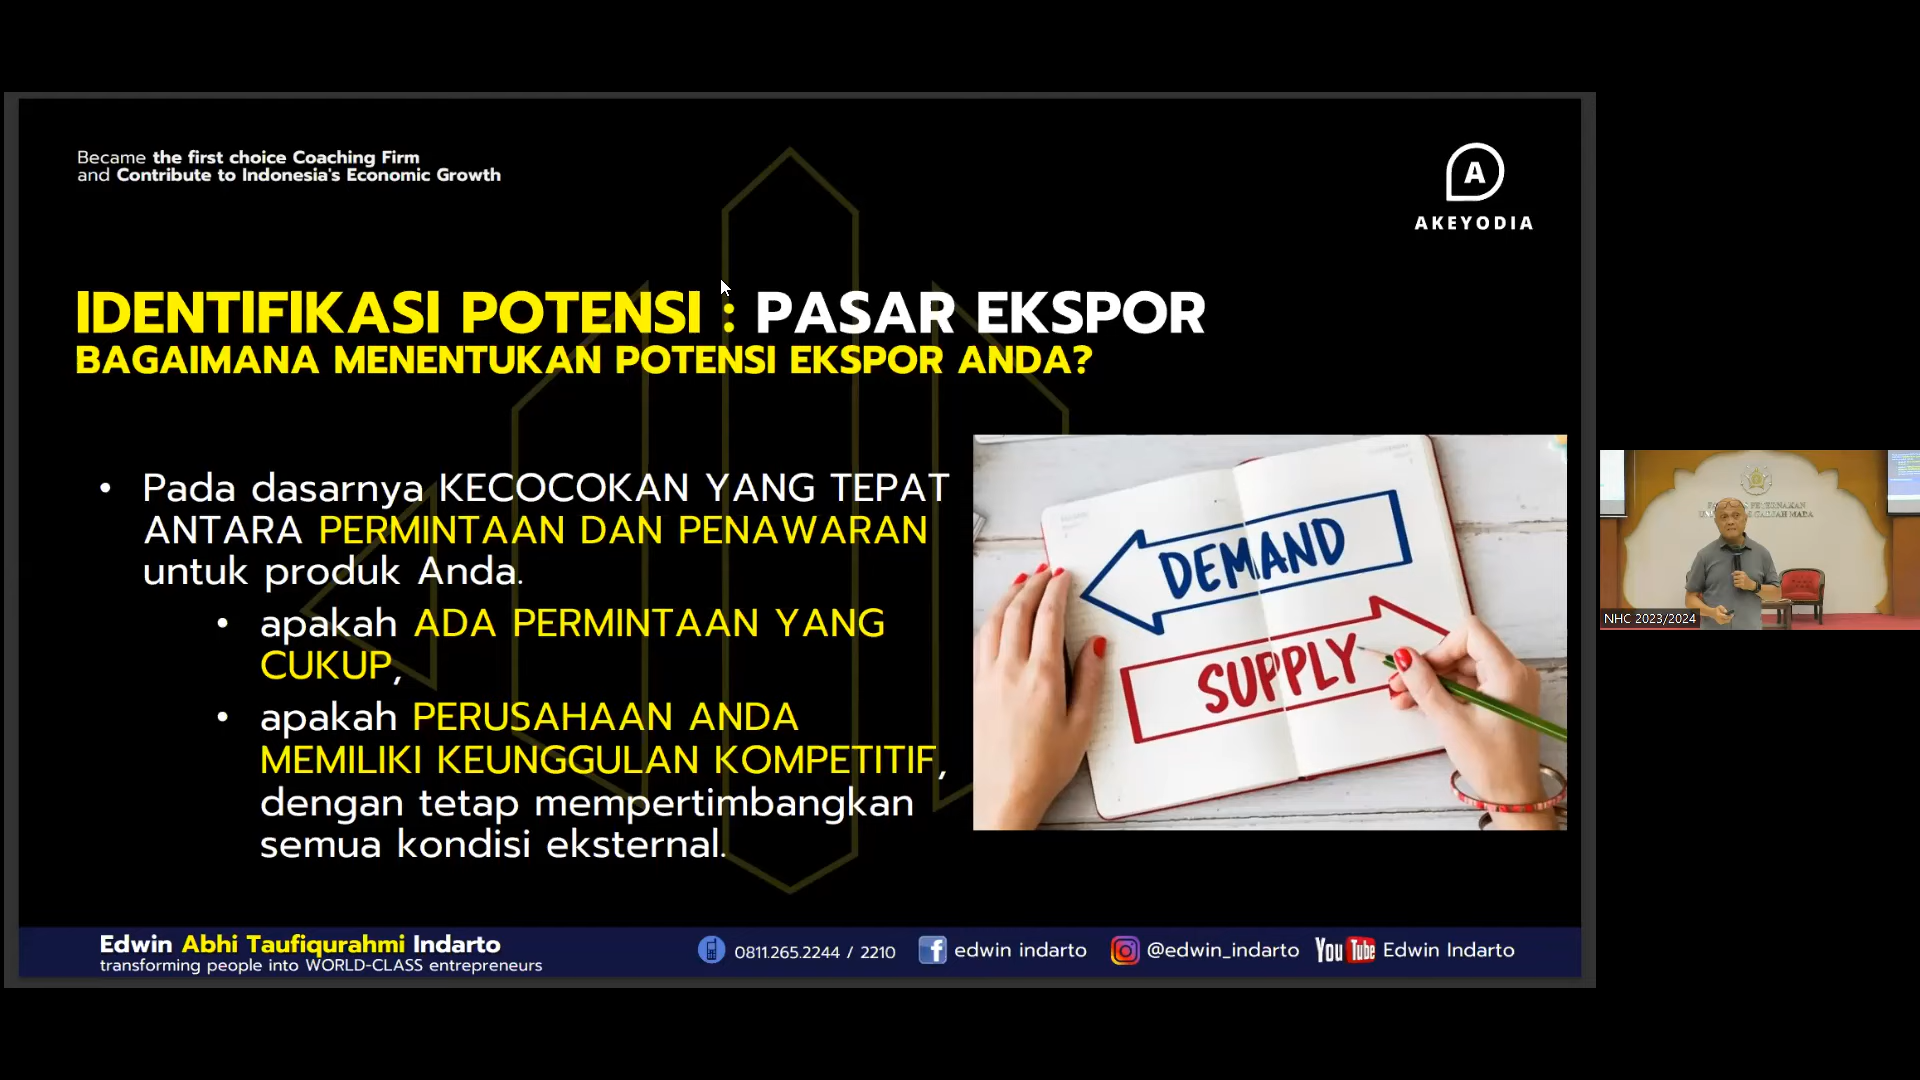 Became the first choice Coaching Firm
and Contribute to Indonesia's Economic Growth
A
AKEYODIA
IDENTIFIKASI POTENSI : PASAR EKSPOR
BAGAIMANA MENENTUKAN POTENSI EKSPOR ANDA?
• Pada dasarnya KECOCOKAN YANG TEPAT
ANTARA PERMINTAAN DAN PENAWARAN
untuk produk Anda.
• apakah ADA PERMINTAAN YANG
CUKUP,
• apakah PERUSAHAAN ANDA
MEMILIKI KEUNGGULAN KOMPETITIF,
dengan tetap mempertimbangkan
semua kondisi eksternal.
DEMAND
SUPPLY
NHC 2023/2024
Edwin Abhi Taufiqurahmi Indarto
transforming people into WORLD-CLASS entrepreneurs
0811.265.2244 / 2210
f edwin indarto
@edwin_indarto
YouTube Edwin Indarto